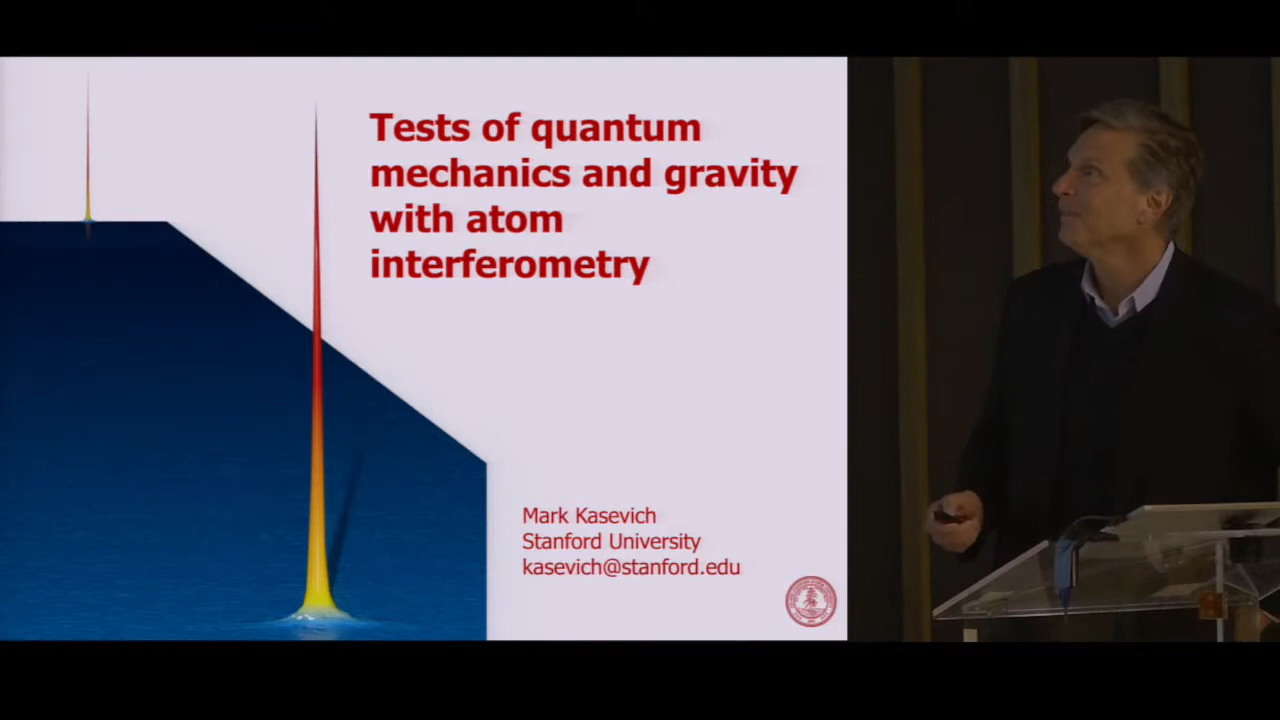 Tests of quantum
mechanics and gravity
with atom
interferometry
Mark Kasevich
Stanford University
kasevich@stanford.edu